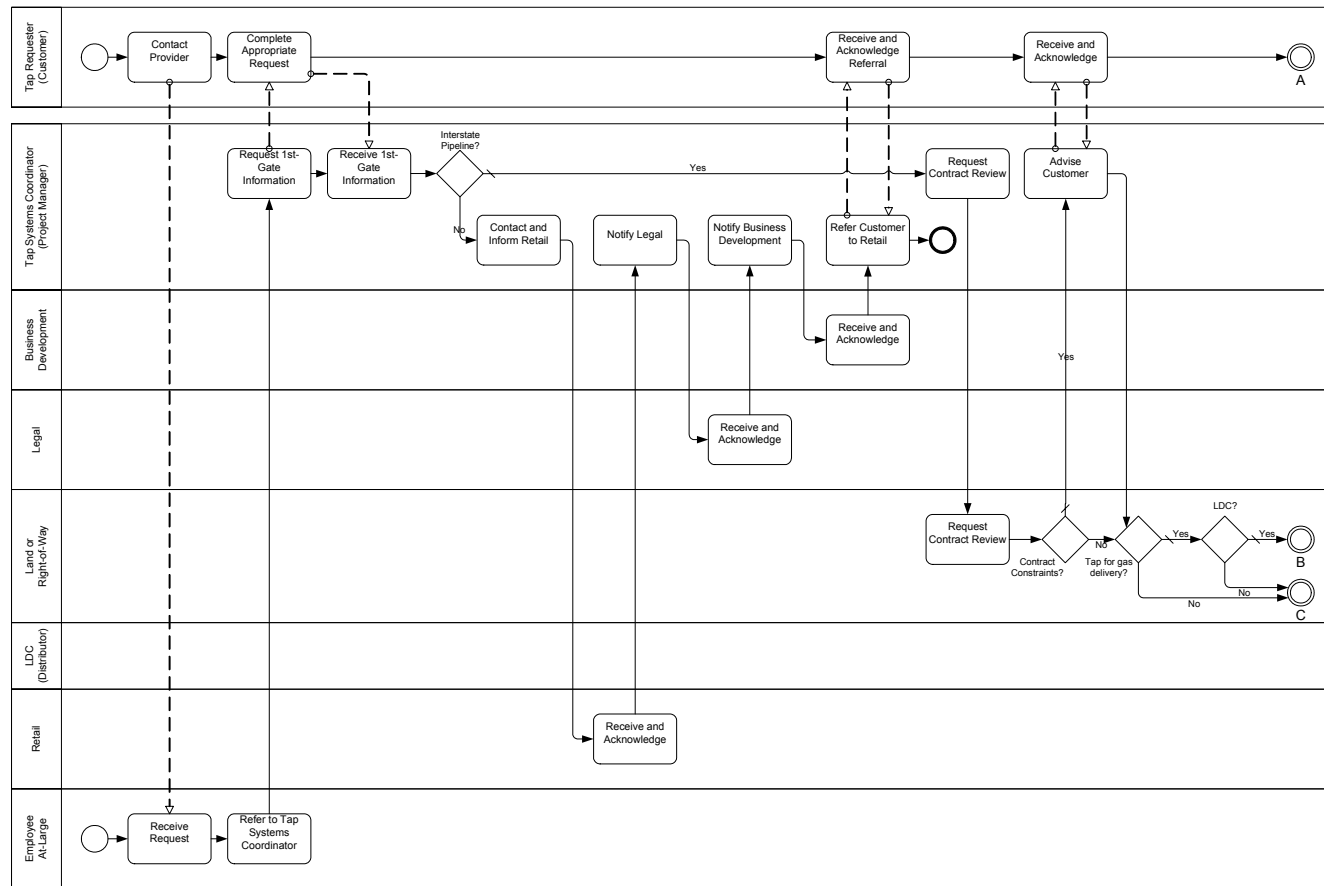 Tap Requester
(Customer)
Contact
Provider
Complete
Appropriate
Request
Receive and
Acknowledge
Referral
Receive and
Acknowledge
A
Tap Systems Coordinator
(Project Manager)
Request 1st-
Gate
Information
Receive 1st-
Gate
Information
Interstate
Pipeline?
Yes
No
Request
Contract Review
Advise
Customer
Contact and
Inform Retail
Notify Legal
Notify Business
Development
Refer Customer
to Retail
Business
Development
Receive and
Acknowledge
Yes
Legal
Receive and
Acknowledge
Land or
Right-of-Way
Request
Contract Review
Contract
Constraints?
No
Tap for gas
delivery?
Yes
LDC?
Yes
B
No
No
C
LDC
(Distributor)
Retail
Receive and
Acknowledge
Employee
At-Large
Receive
Request
Refer to Tap
Systems
Coordinator